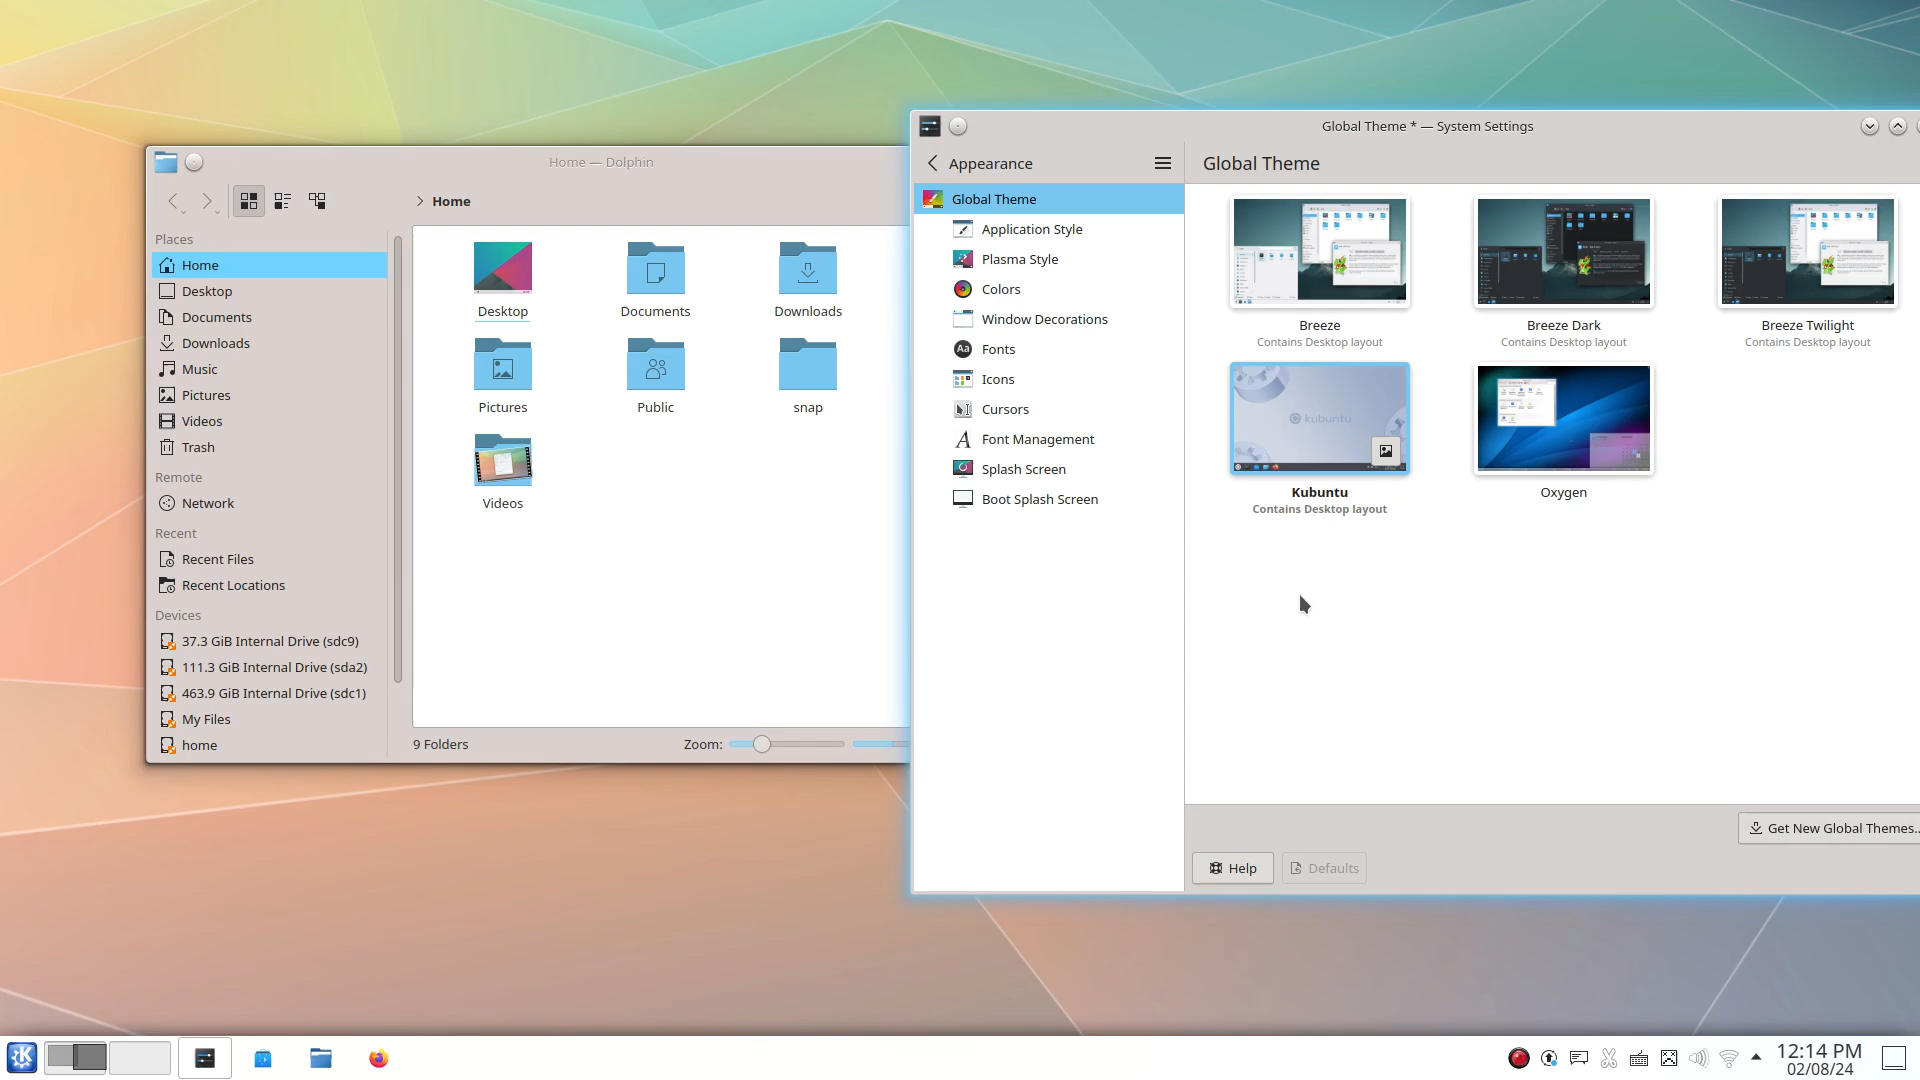 Home — Dolphin
Home
Places
Home
Desktop
Documents
Downloads
Music
Pictures
Videos
Trash
Remote
Network
Recent
Recent Files
Recent Locations
Devices
37.3 GiB Internal Drive (sdc9)
111.3 GiB Internal Drive (sda2)
463.9 GiB Internal Drive (sdc1)
My Files
home
Desktop
Documents
Downloads
Pictures
Public
snap
Videos
9 Folders
Zoom:
Global Theme * — System Settings
Appearance
Global Theme
Application Style
Plasma Style
Colors
Window Decorations
Aa
Fonts
Icons
Cursors
A
Font Management
Splash Screen
Boot Splash Screen
Global Theme
Breeze
Contains Desktop layout
Breeze Dark
Contains Desktop layout
Breeze Twilight
Contains Desktop layout
kubuntu
Kubuntu
Contains Desktop layout
Oxygen
Get New Global Themes..
Help
Defaults
K
12:14 PM
02/08/24